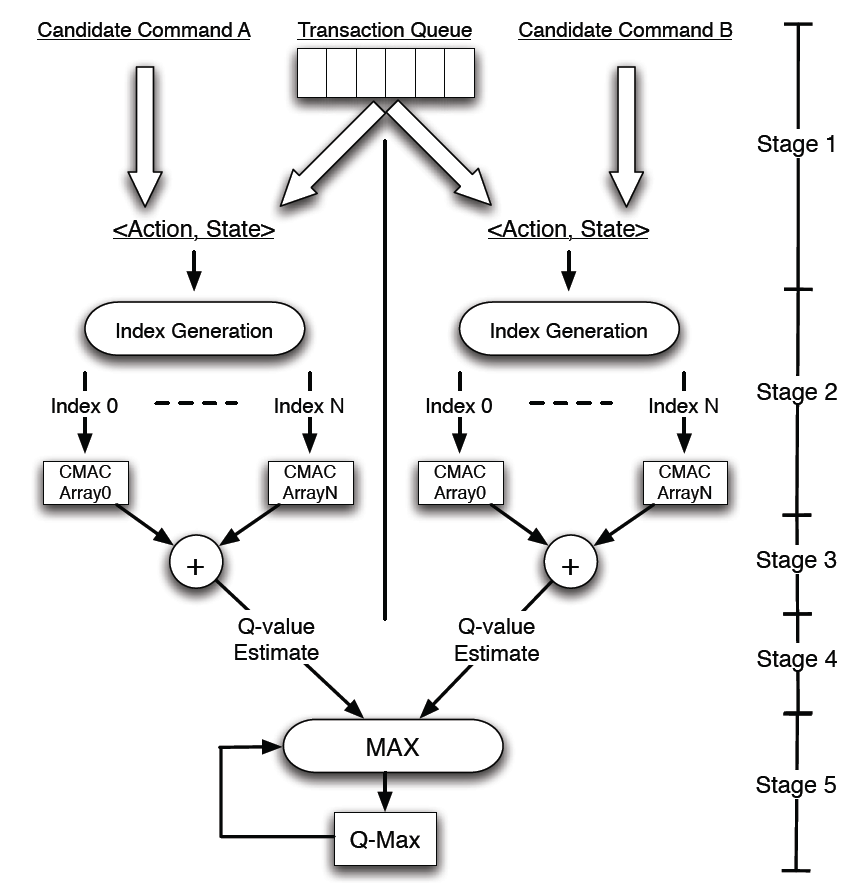 Candidate Command A
Transaction Queue
Candidate Command B
Stage 1
<Action, State>
<Action, State>
Index Generation
Index Generation
Stage 2
Index 0
Index N
Index 0
Index N
CMAC
Array0
CMAC
ArrayN
CMAC
Array0
CMAC
ArrayN
+
+
Stage 3
Q-value
Estimate
Q-value
Estimate
Stage 4
MAX
Stage 5
Q-Max